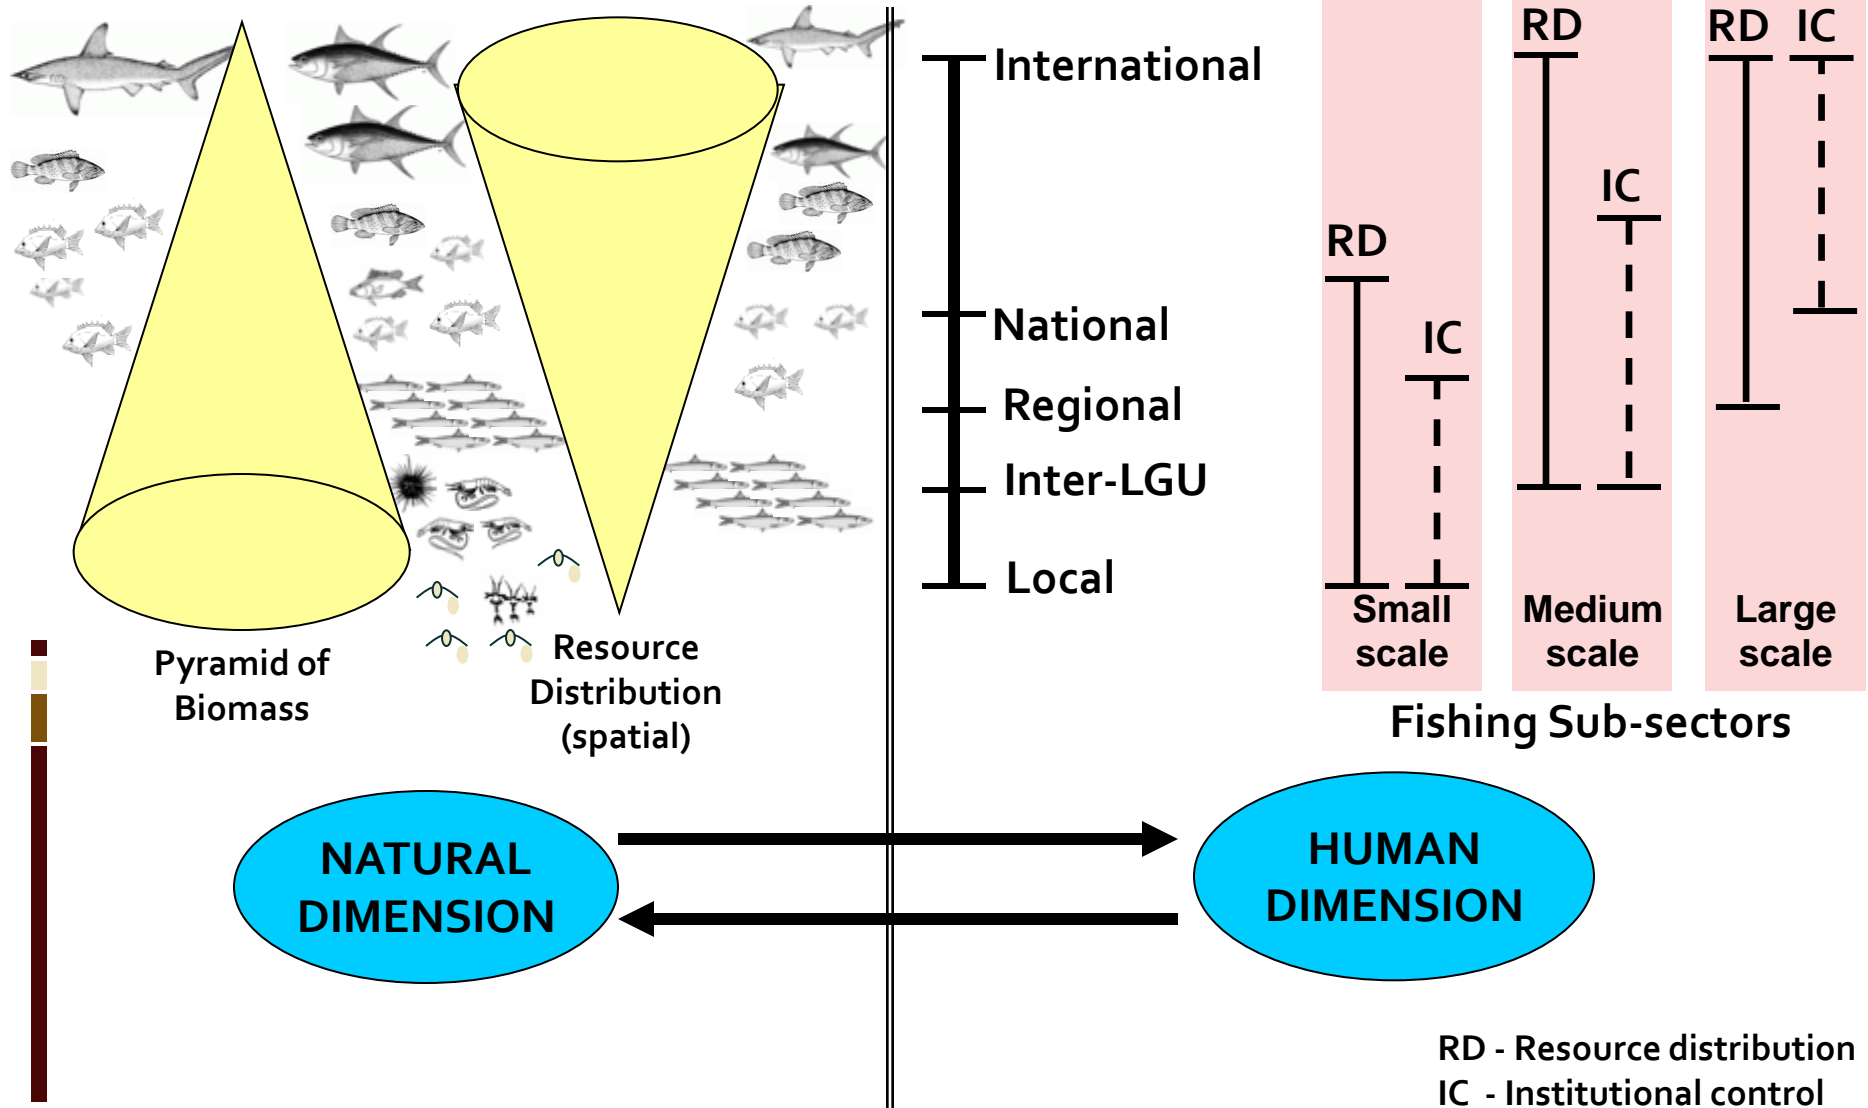 Pyramid of
Biomass
Resource
Distribution
(spatial)
International
National
Regional
Inter-LGU
Local
RD
IC
RD
IC
RD IC
Small
scale
Medium
scale
Large
scale
Fishing Sub-sectors
NATURAL
DIMENSION
HUMAN
DIMENSION
RD - Resource distribution
IC - Institutional control